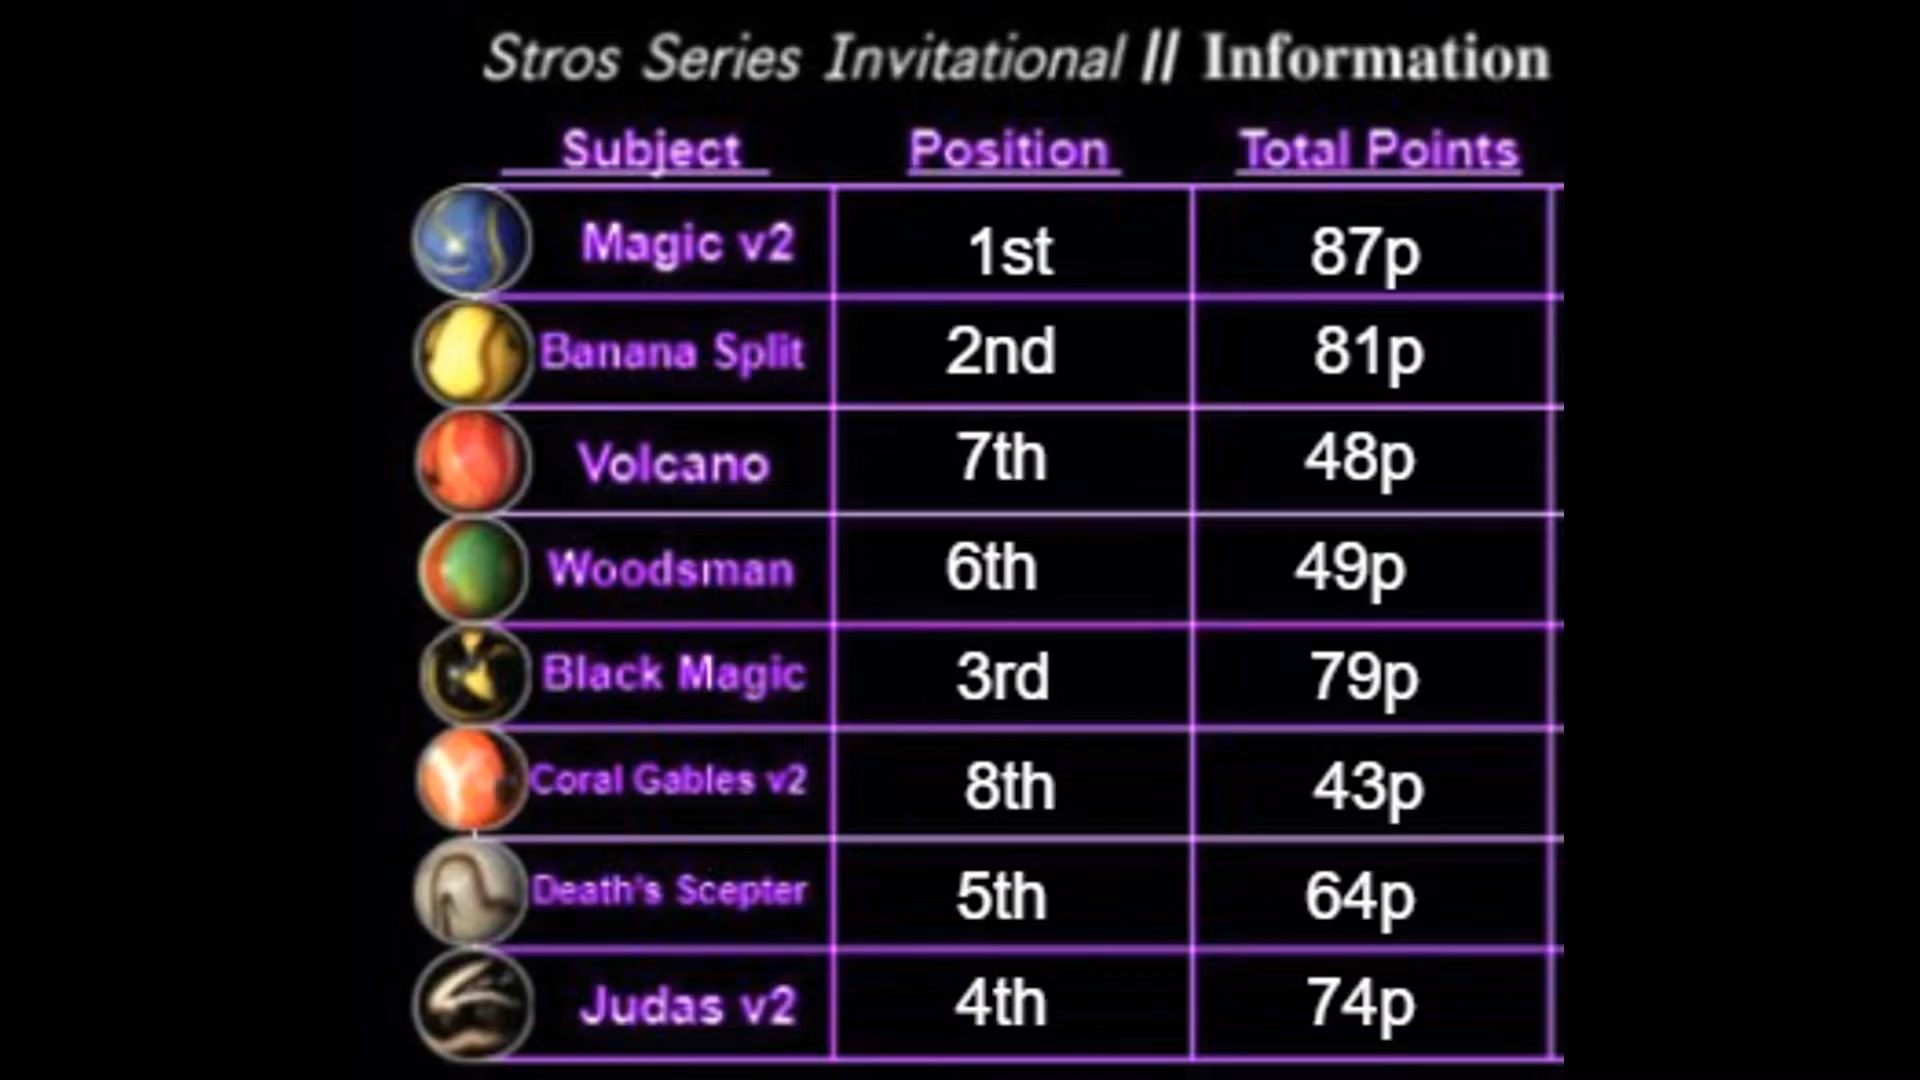 Stros Series Invitational || Information
Subject Position Total Points
Magic v2 1st 87p
Banana Split 2nd 81p
Volcano 7th 48p
Woodsman 6th 49p
Black Magic 3rd 79p
Coral Gables v2 8th 43p
Death's Scepter 5th 64p
Judas v2 4th 74p